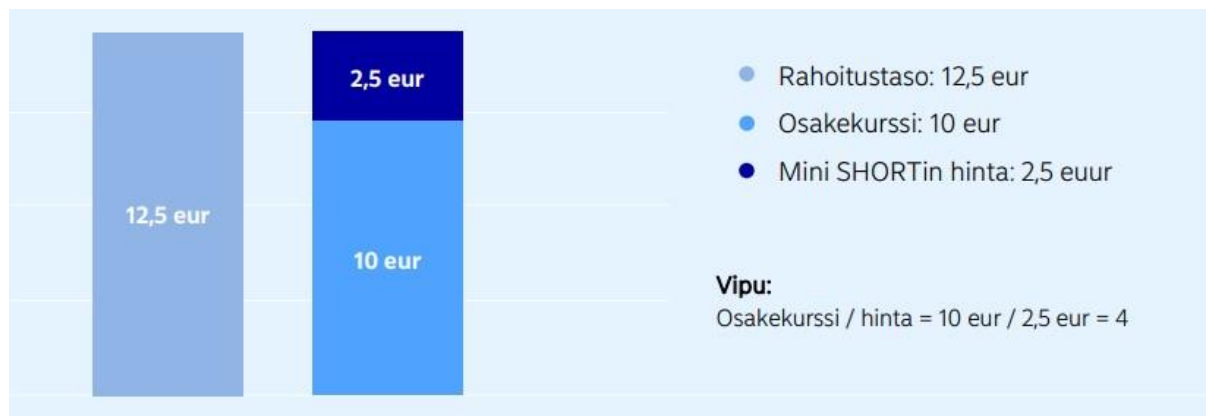 12,5 eur
2,5 eur
10 eur
Rahoitustaso: 12,5 eur
Osakekurssi: 10 eur
Mini SHORTin hinta: 2,5 euur
Vipu:
Osakekurssi / hinta = 10 eur / 2,5 eur = 4